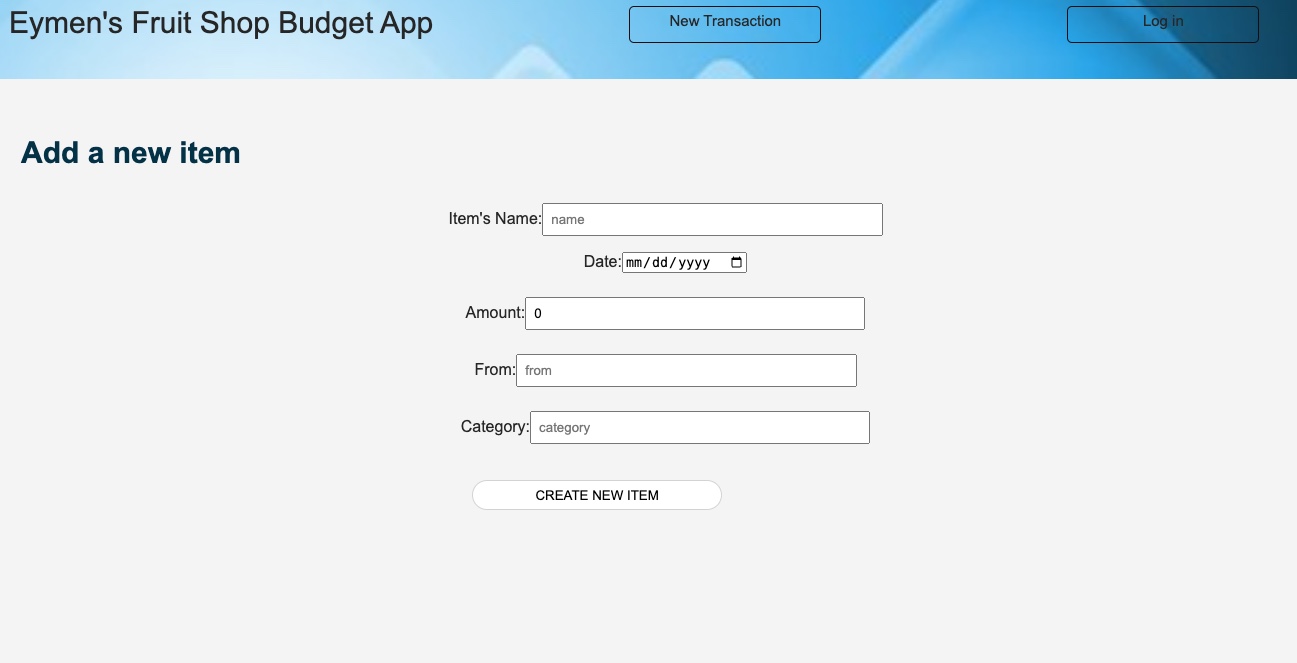 Eymen's Fruit Shop Budget App
New Transaction
Log in
Add a new item
Item's Name: name
Date: mm/dd/yyyy
Amount: 0
From: from
Category: category
CREATE NEW ITEM